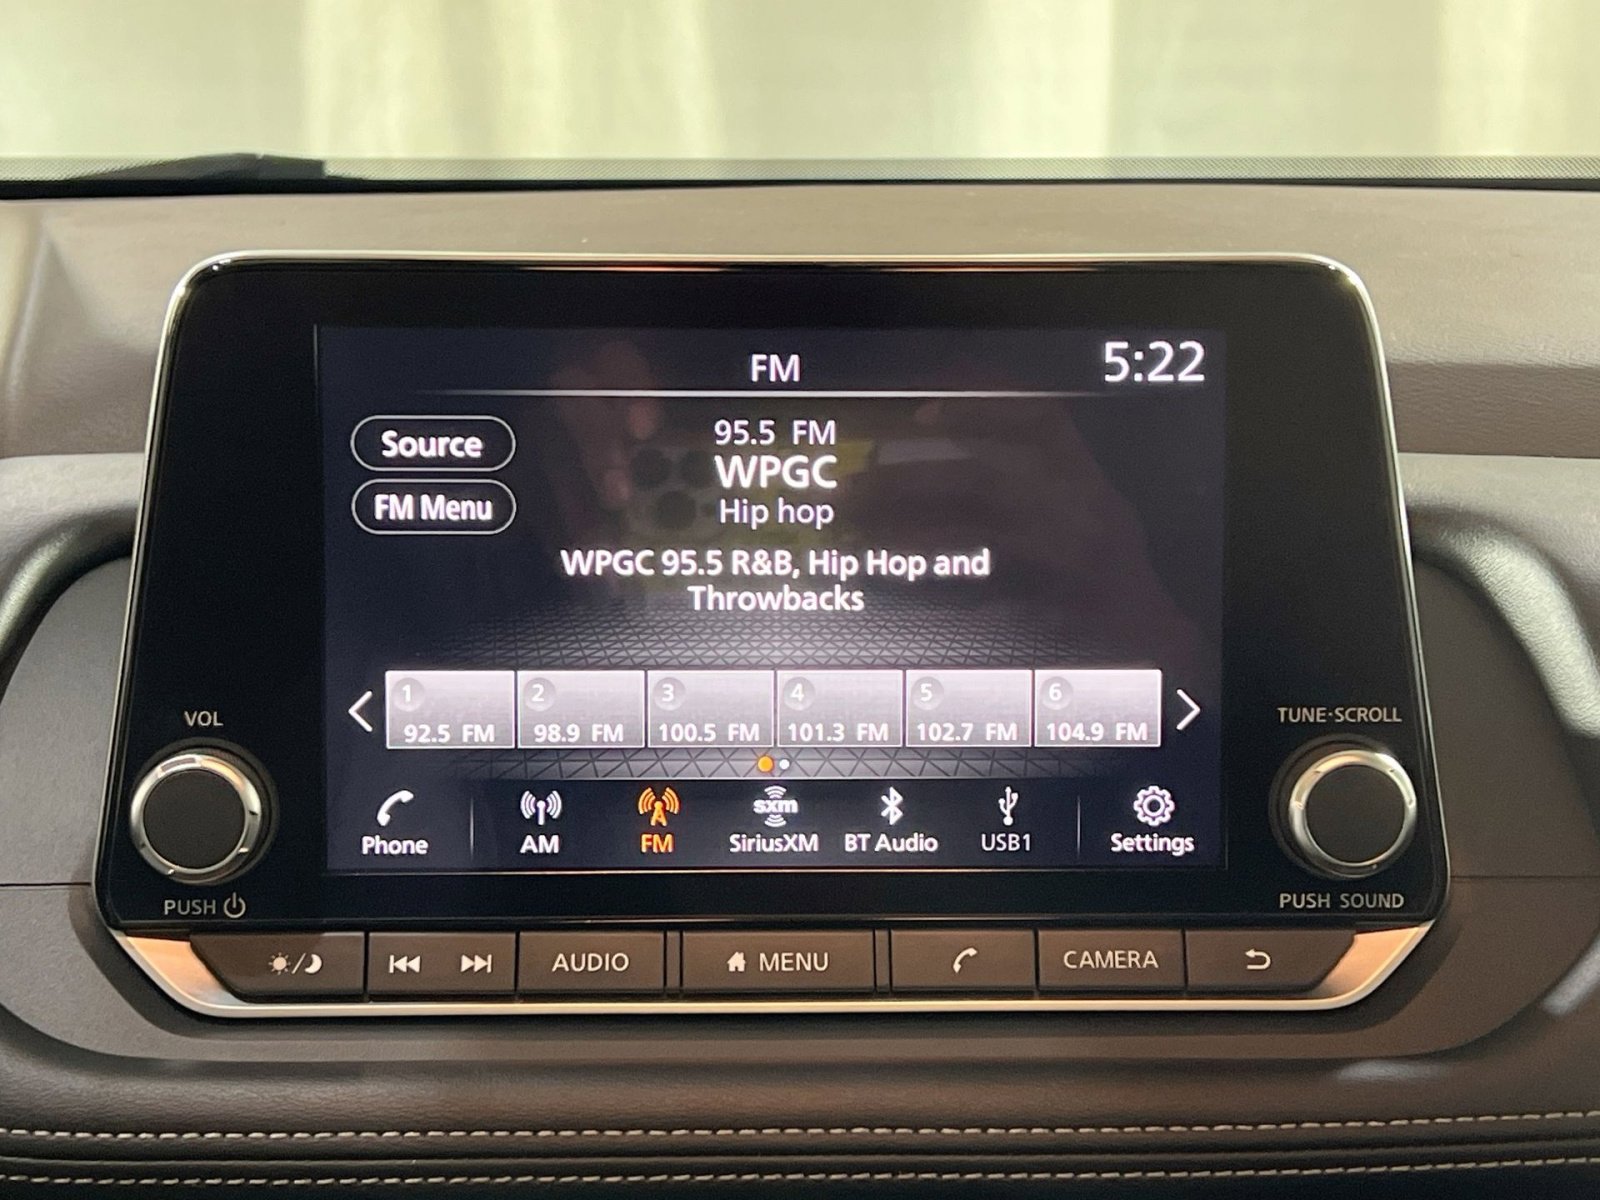 FM
5:22
Source
95.5 FM
WPGC
FM Menu
Hip hop
WPGC 95.5 R&B, Hip Hop and
Throwbacks
1 2 3 4 5 6
92.5 FM 98.9 FM 100.5 FM 101.3 FM 102.7 FM 104.9 FM
VOL
TUNE·SCROLL
sxm
Phone AM FM SiriusXM BT Audio USB1 Settings
PUSH
PUSH SOUND
AUDIO MENU CAMERA